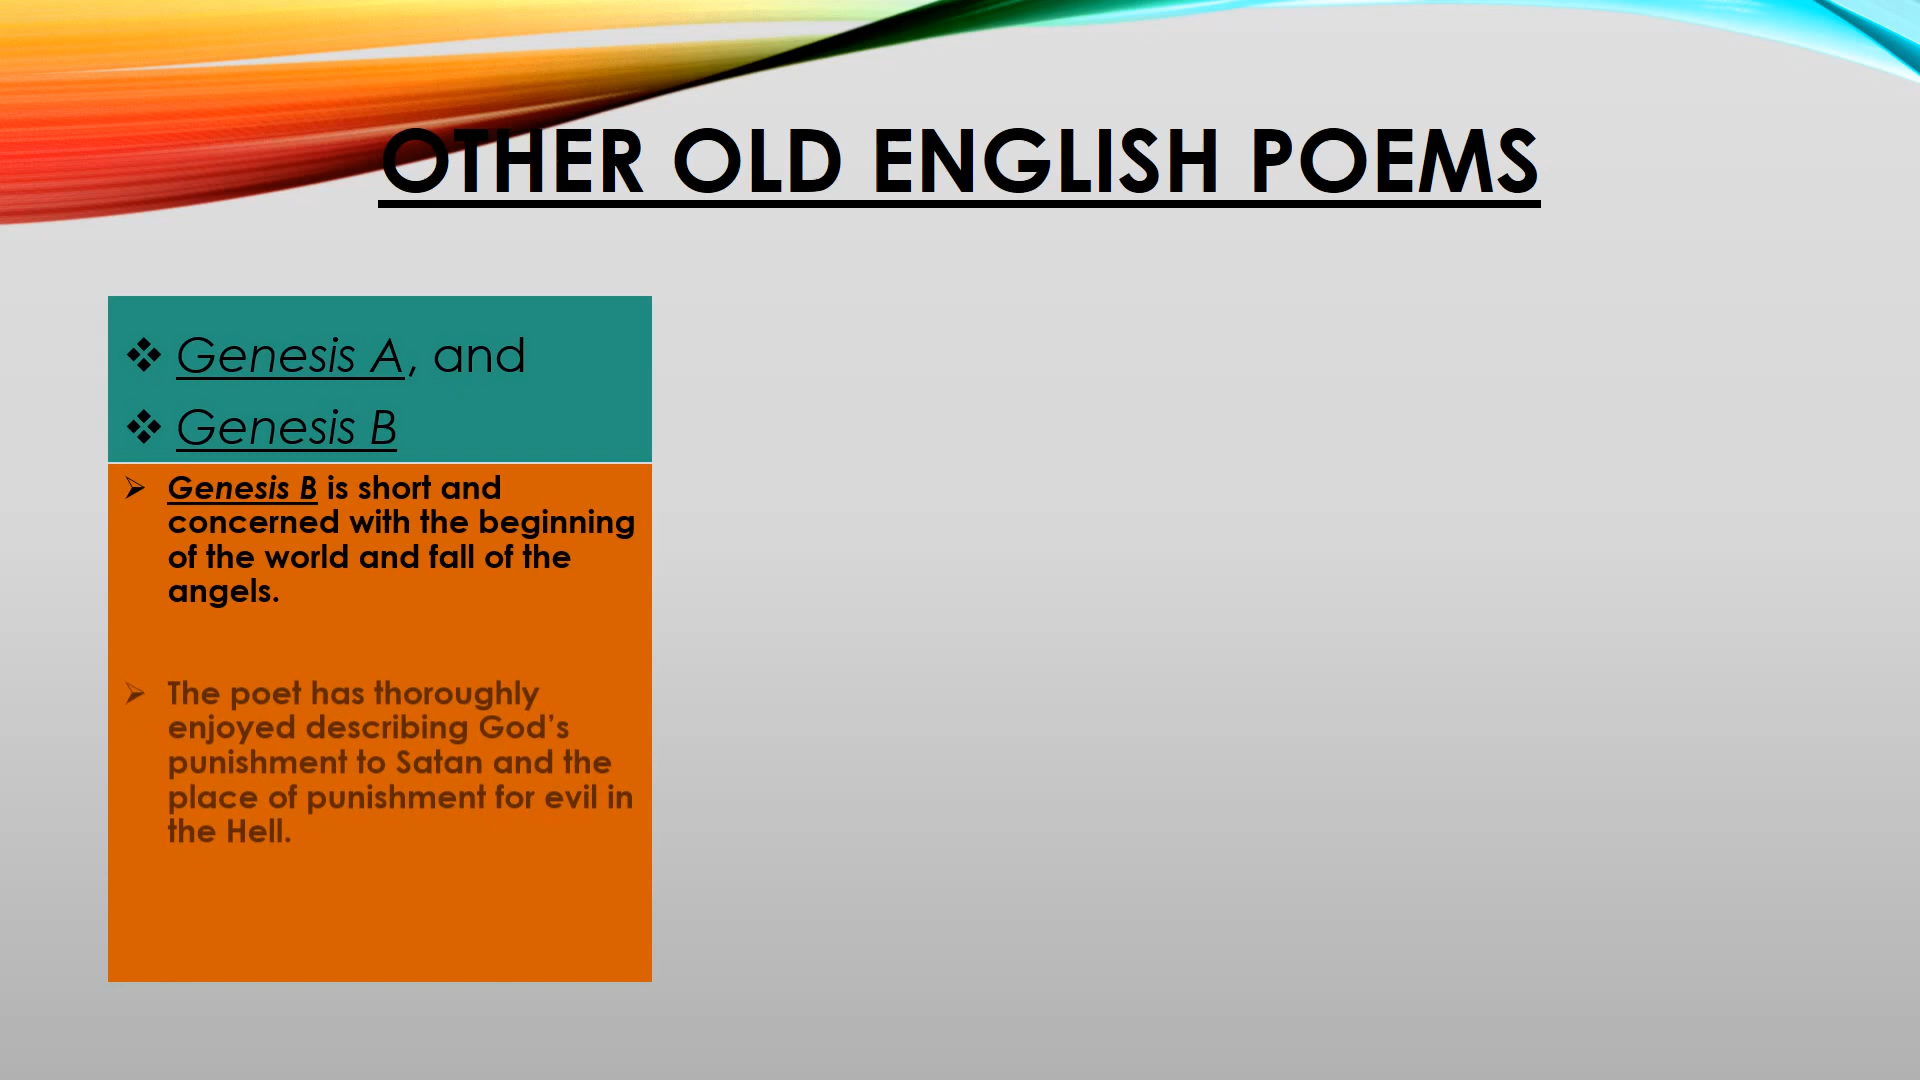 OTHER OLD ENGLISH POEMS
❖ Genesis A, and
❖ Genesis B
➢ Genesis B is short and
concerned with the beginning
of the world and fall of the
angels.
➢ The poet has thoroughly
enjoyed describing God’s
punishment to Satan and the
place of punishment for evil in
the Hell.